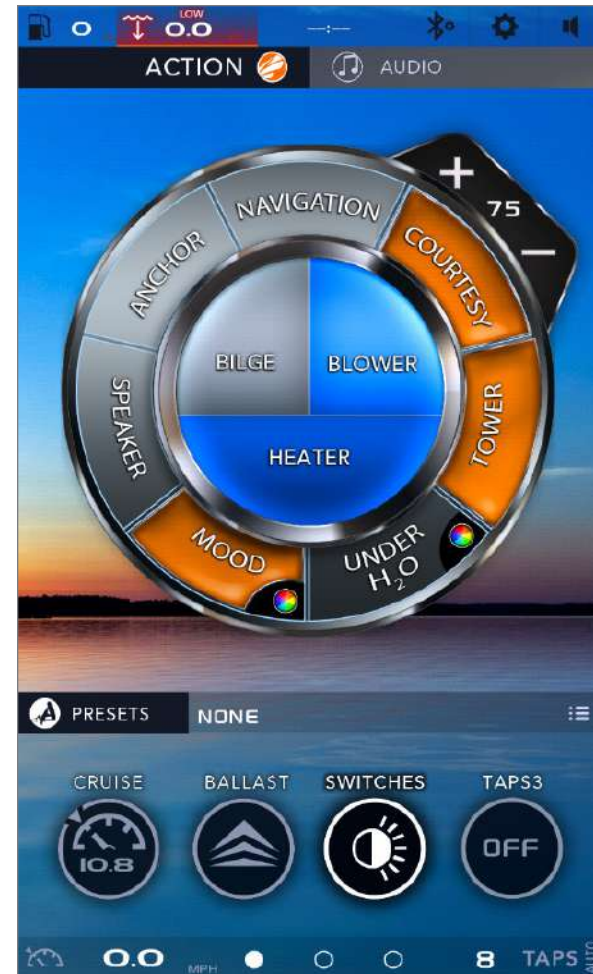 0
LOW
0.0
--:--
ACTION
AUDIO
+
75
−
NAVIGATION
ANCHOR
COURTESY
SPEAKER
BILGE
BLOWER
TOWER
HEATER
MOOD
UNDER
H₂O
PRESETS
NONE
CRUISE
BALLAST
SWITCHES
TAPS3
10.8
OFF
0.0 MPH
8 TAPS AUTO